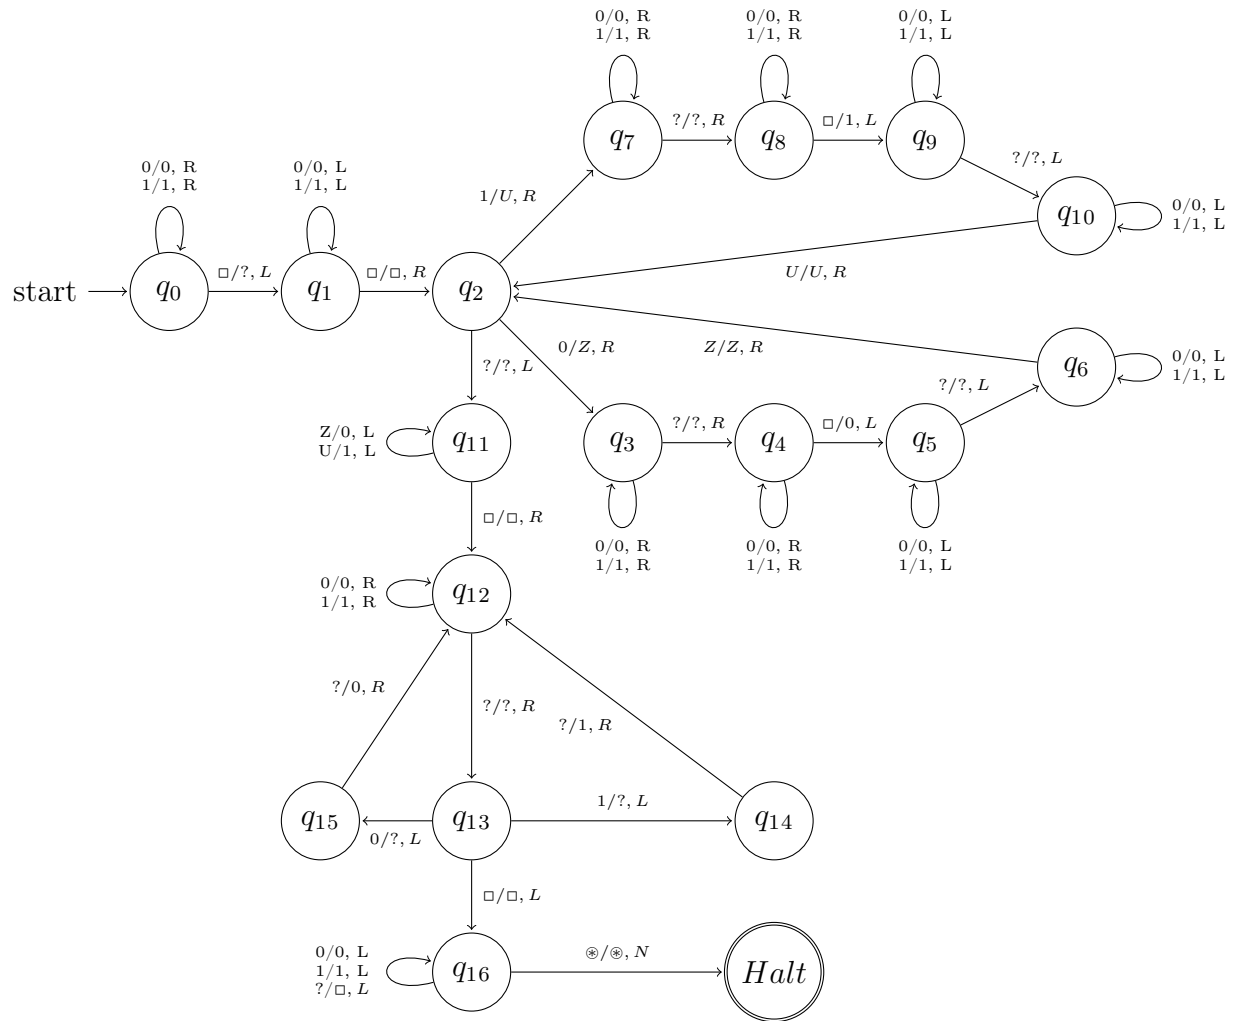 0/0, R
1/1, R
0/0, R
1/1, R
0/0, L
1/1, L
q7
?/?, R
q8
□/1, L
q9
?/?, L
0/0, R
1/1, R
0/0, L
1/1, L
1/U, R
q10
0/0, L
1/1, L
start
q0
□/?, L
q1
□/□, R
q2
U/U, R
?/?, L
0/Z, R
Z/Z, R
q6
0/0, L
1/1, L
?/?, L
Z/0, L
U/1, L
q11
q3
?/?, R
q4
□/0, L
q5
□/□, R
0/0, R
1/1, R
0/0, R
1/1, R
0/0, L
1/1, L
0/0, R
1/1, R
q12
?/0, R
?/?, R
?/1, R
q15
0/?, L
q13
1/?, L
q14
□/□, L
0/0, L
1/1, L
?/□, L
q16
⊛/⊛, N
Halt